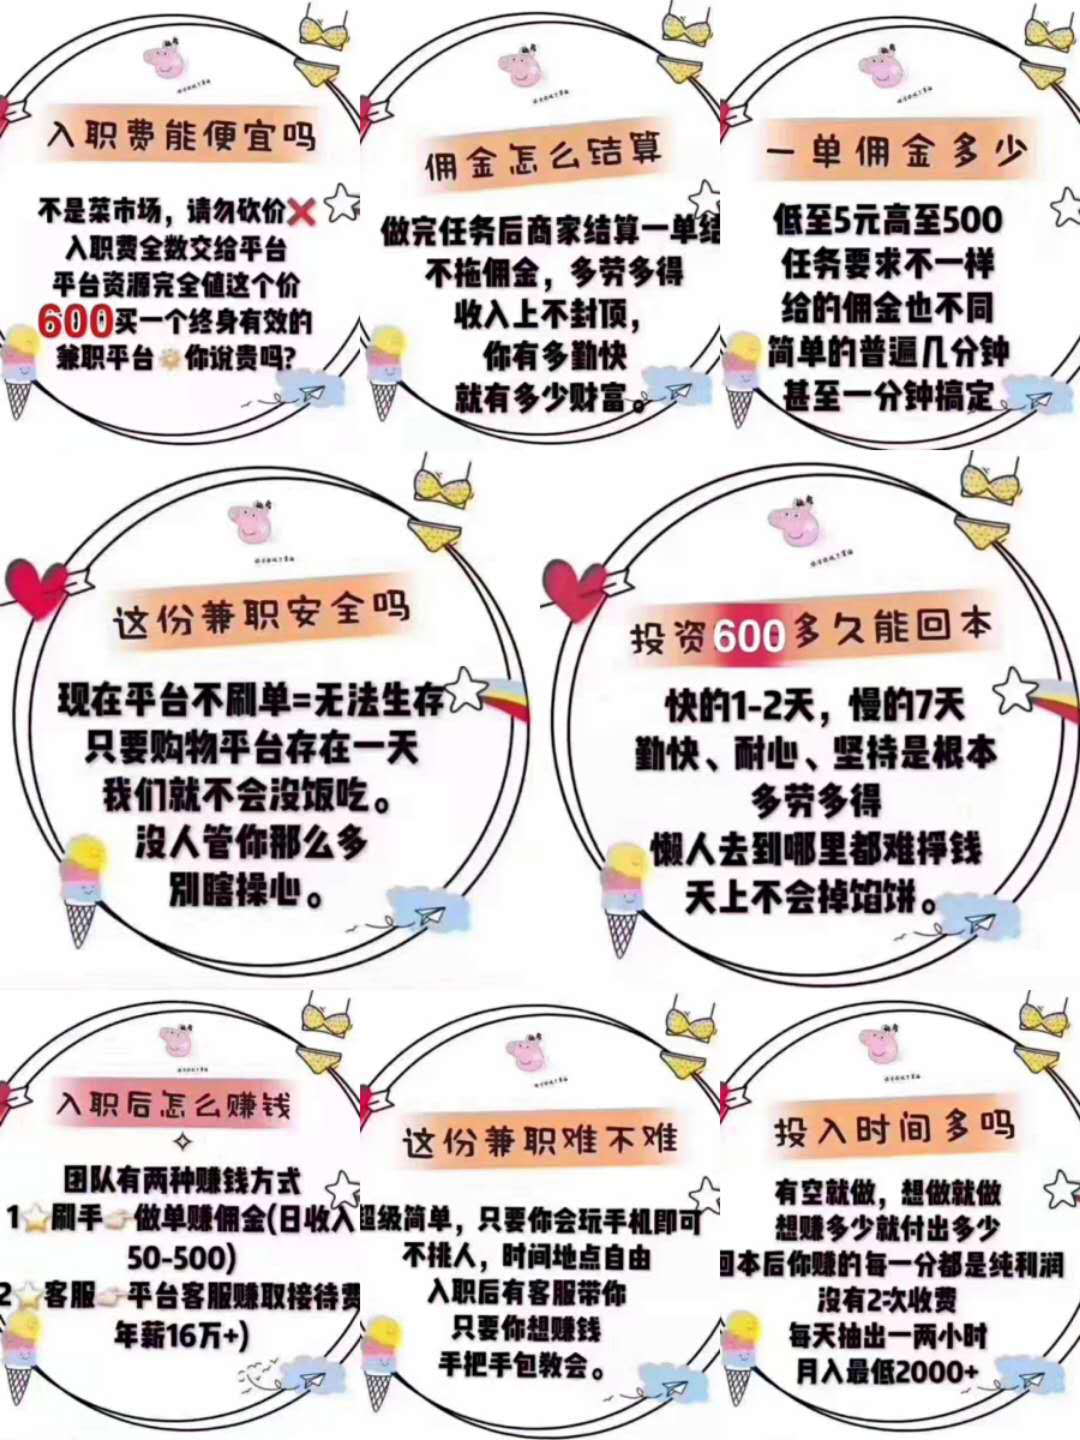 入职费能便宜吗
不是菜市场，请勿砍价❌
入职费全数交给平台
平台资源完全值这个价
600买一个终身有效的
兼职平台🌼你说贵吗?
佣金怎么结算
做完任务后商家结算一单结
不拖佣金，多劳多得
收入上不封顶，
你有多勤快
就有多少财富。
一单佣金多少
低至5元高至500
任务要求不一样
给的佣金也不同
简单的普遍几分钟
甚至一分钟搞定
这份兼职安全吗
现在平台不刷单=无法生存
只要购物平台存在一天
我们就不会没饭吃。
没人管你那么多
别瞎操心。
投资600多久能回本
快的1-2天，慢的7天
勤快、耐心、坚持是根本
多劳多得
懒人去到哪里都难挣钱
天上不会掉馅饼。
入职后怎么赚钱
团队有两种赚钱方式
1⭐刷手👉做单赚佣金(日收入
50-500)
2⭐客服👉平台客服赚取接待费
年薪16万+)
这份兼职难不难
超级简单，只要你会玩手机即可
不挑人，时间地点自由
入职后有客服带你
只要你想赚钱
手把手包教会。
投入时间多吗
有空就做，想做就做
想赚多少就付出多少
回本后你赚的每一分都是纯利润
没有2次收费
每天抽出一两小时
月入最低2000+